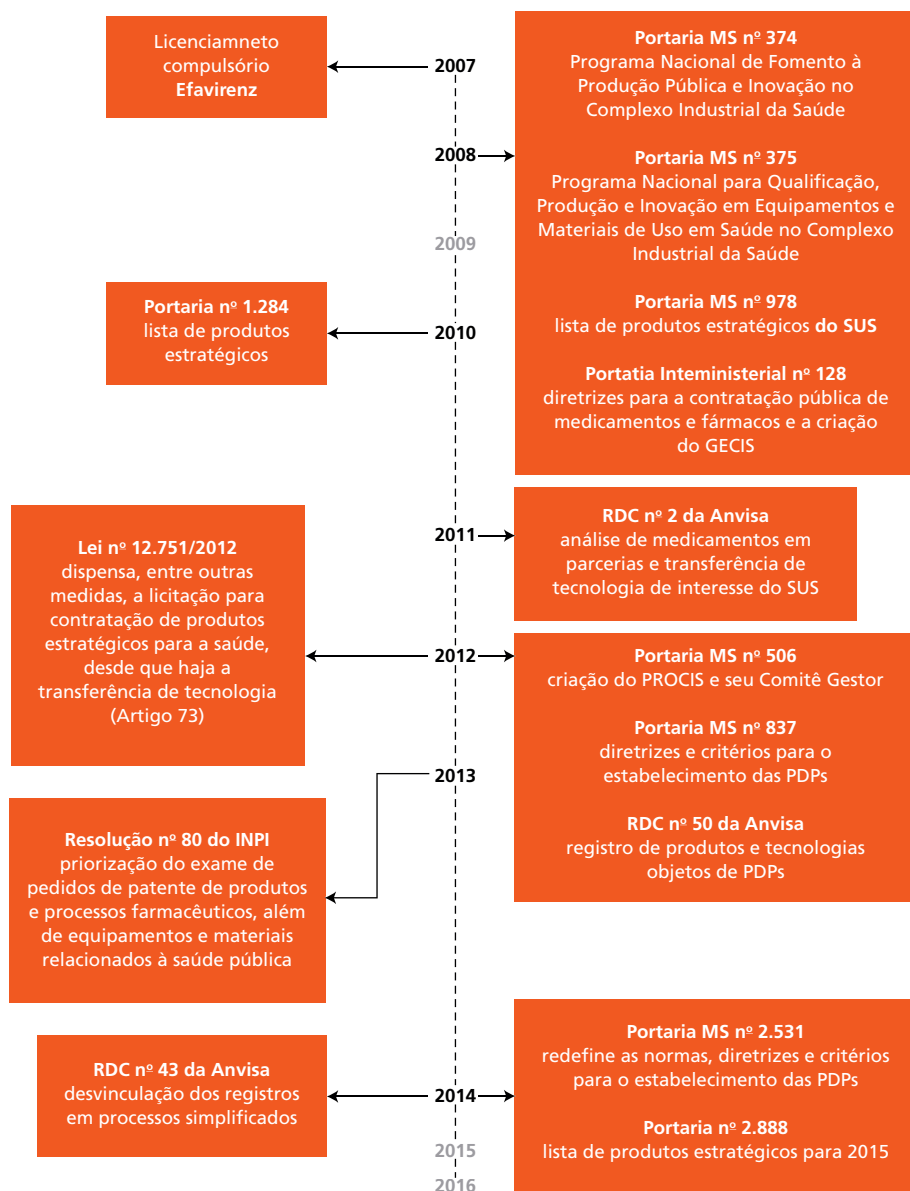 Licenciamneto
compulsório
Efavirenz
2007
Portaria MS nº 374
Programa Nacional de Fomento à
Produção Pública e Inovação no
Complexo Industrial da Saúde
2008
Portaria MS nº 375
Programa Nacional para Qualificação,
Produção e Inovação em Equipamentos e
Materiais de Uso em Saúde no Complexo
Industrial da Saúde
Portaria MS nº 978
lista de produtos estratégicos do SUS
Portatia Inteministerial nº 128
diretrizes para a contratação pública de
medicamentos e fármacos e a criação
do GECIS
2009
Portaria nº 1.284
lista de produtos
estratégicos
2010
2011
RDC nº 2 da Anvisa
análise de medicamentos em
parcerias e transferência de
tecnologia de interesse do SUS
Lei nº 12.751/2012
dispensa, entre outras
medidas, a licitação para
contratação de produtos
estratégicos para a saúde,
desde que haja a
transferência de tecnologia
(Artigo 73)
2012
Portaria MS nº 506
criação do PROCIS e seu Comitê Gestor
Portaria MS nº 837
diretrizes e critérios para o
estabelecimento das PDPs
RDC nº 50 da Anvisa
registro de produtos e tecnologias
objetos de PDPs
2013
Resolução nº 80 do INPI
priorização do exame de
pedidos de patente de produtos
e processos farmacêuticos, além
de equipamentos e materiais
relacionados à saúde pública
RDC nº 43 da Anvisa
desvinculação dos registros
em processos simplificados
2014
Portaria MS nº 2.531
redefine as normas, diretrizes e critérios
para o estabelecimento das PDPs
Portaria nº 2.888
lista de produtos estratégicos para 2015
2015
2016